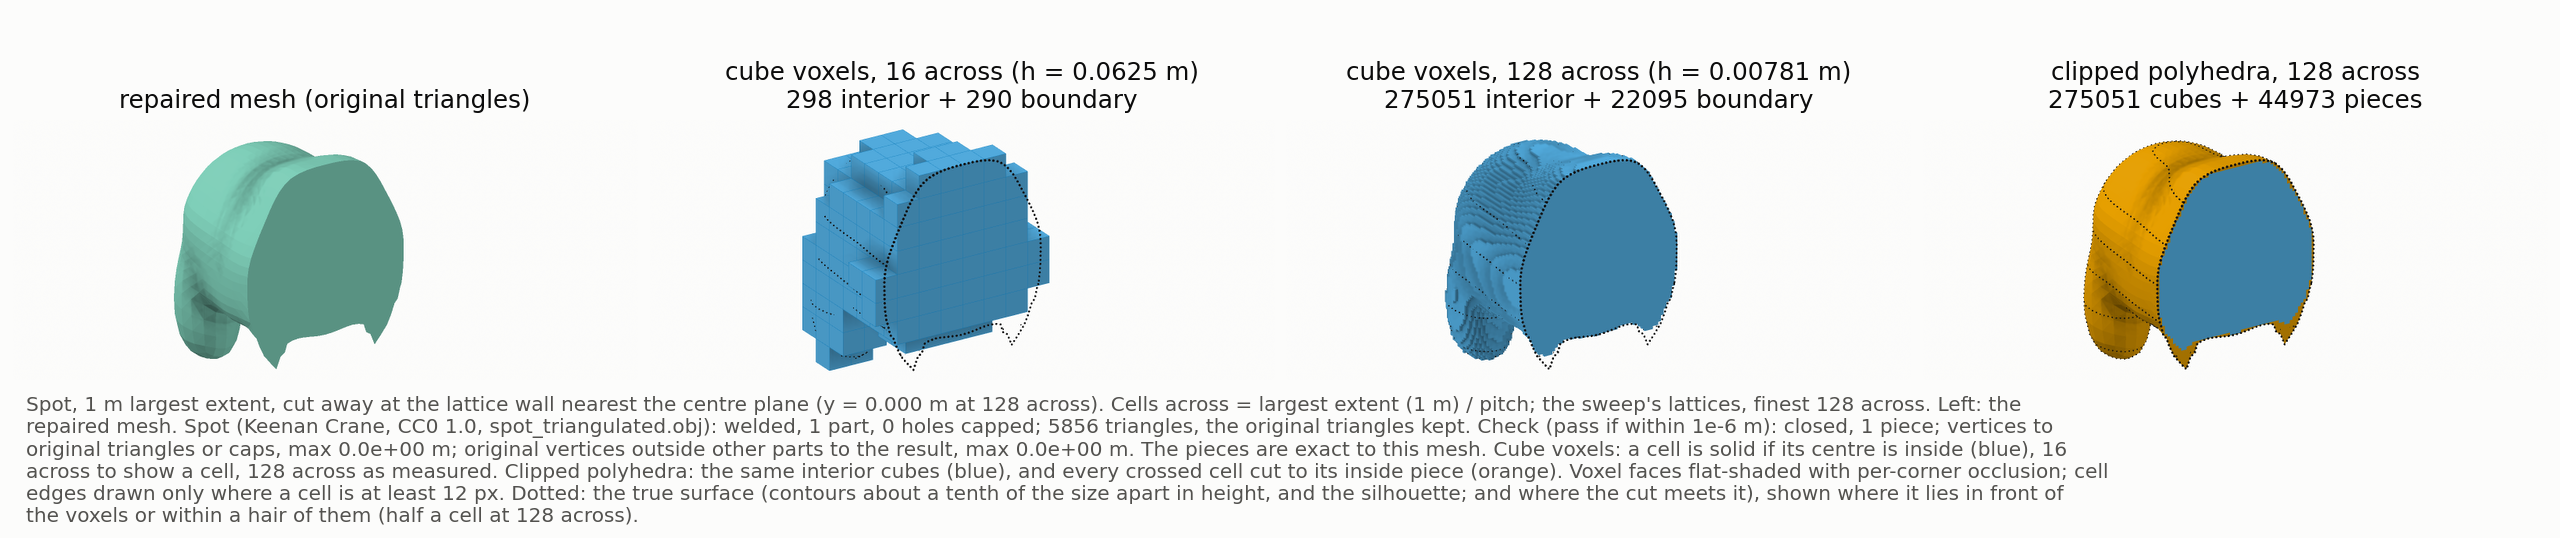 repaired mesh (original triangles)
cube voxels, 16 across (h = 0.0625 m)
298 interior + 290 boundary
cube voxels, 128 across (h = 0.00781 m)
275051 interior + 22095 boundary
clipped polyhedra, 128 across
275051 cubes + 44973 pieces
Spot, 1 m largest extent, cut away at the lattice wall nearest the centre plane (y = 0.000 m at 128 across). Cells across = largest extent (1 m) / pitch; the sweep's lattices, finest 128 across. Left: the
repaired mesh. Spot (Keenan Crane, CC0 1.0, spot_triangulated.obj): welded, 1 part, 0 holes capped; 5856 triangles, the original triangles kept. Check (pass if within 1e-6 m): closed, 1 piece; vertices to
original triangles or caps, max 0.0e+00 m; original vertices outside other parts to the result, max 0.0e+00 m. The pieces are exact to this mesh. Cube voxels: a cell is solid if its centre is inside (blue), 16
across to show a cell, 128 across as measured. Clipped polyhedra: the same interior cubes (blue), and every crossed cell cut to its inside piece (orange). Voxel faces flat-shaded with per-corner occlusion; cell
edges drawn only where a cell is at least 12 px. Dotted: the true surface (contours about a tenth of the size apart in height, and the silhouette; and where the cut meets it), shown where it lies in front of
the voxels or within a hair of them (half a cell at 128 across).